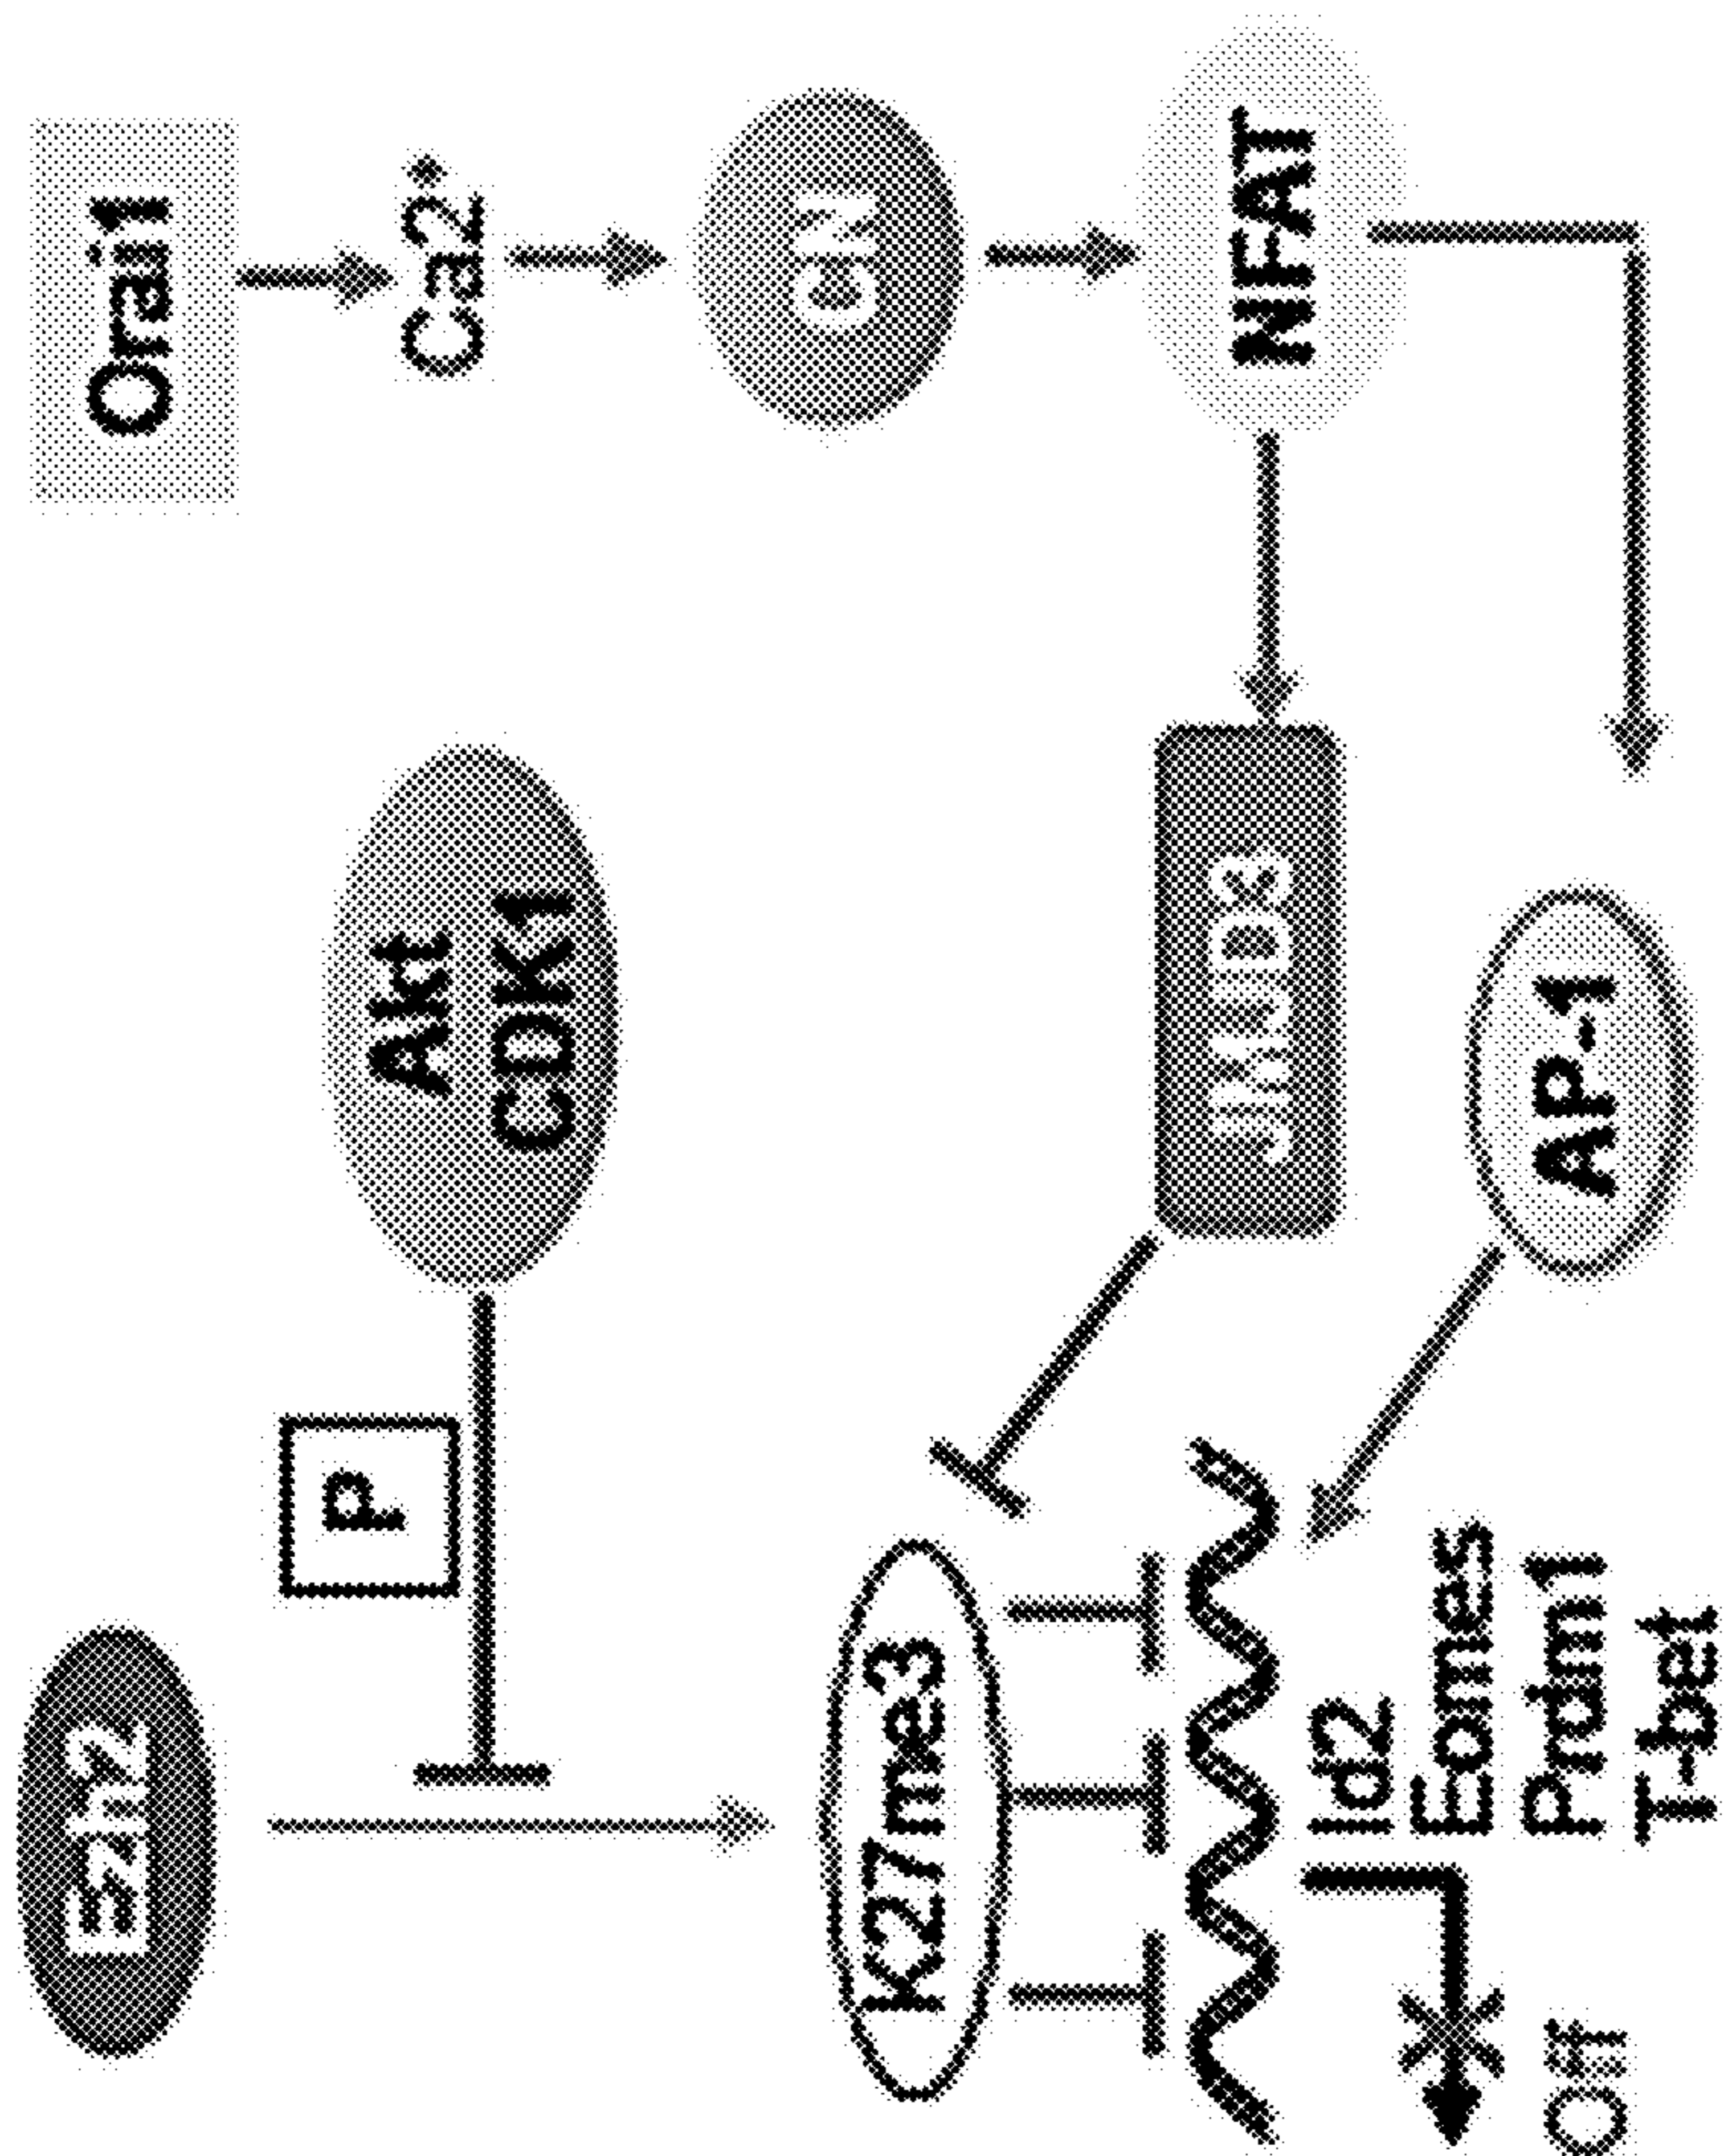 Ezh2
Orai1
P
Akt
CDK1
Ca2⁺
CN
K27me3
JMJD3
NFAT
Id2
Eomes
Prdm1
T-bet
AP-1
Off